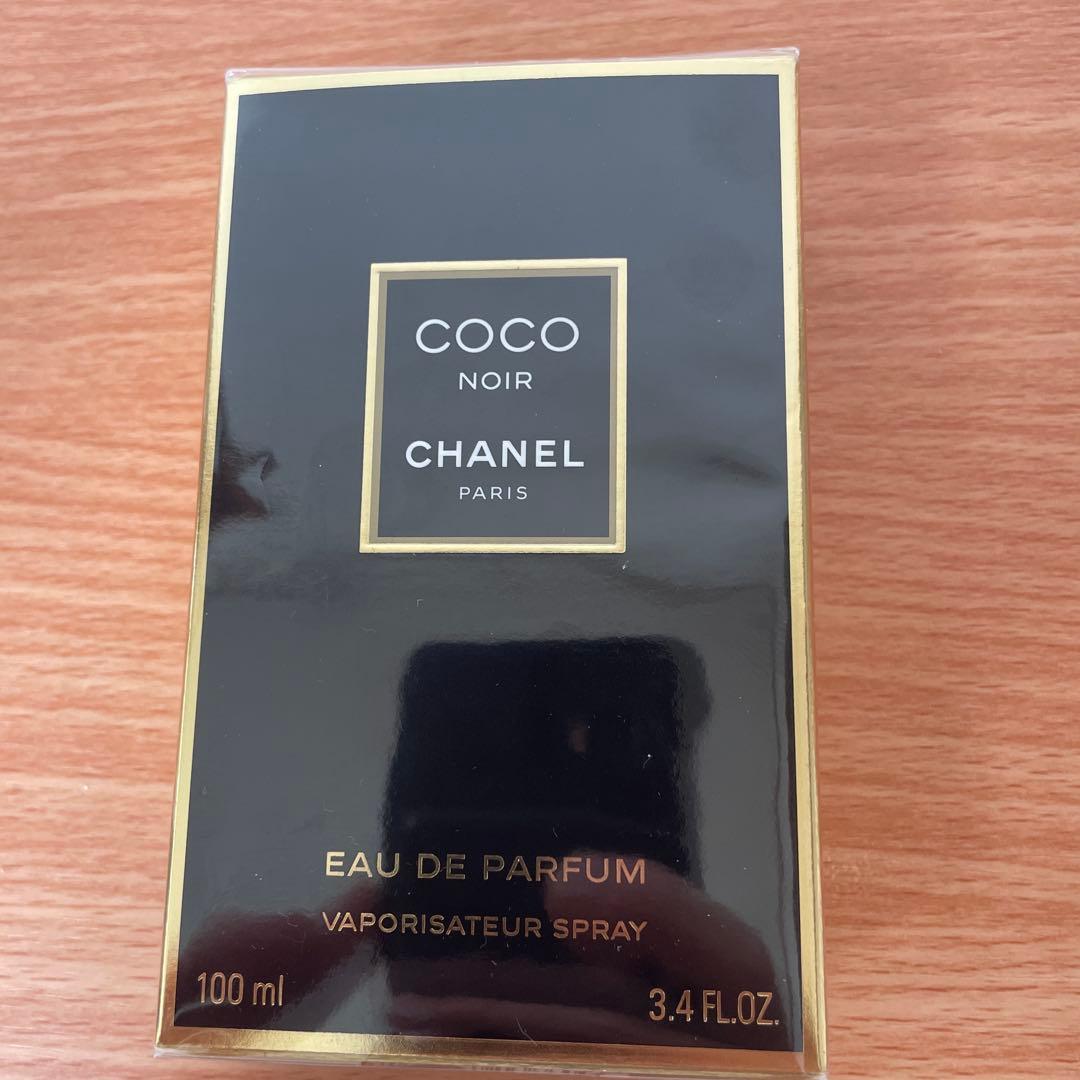 COCO
NOIR
CHANEL
PARIS
EAU DE PARFUM
VAPORISATEUR SPRAY
100 ml
3.4 FL.OZ.